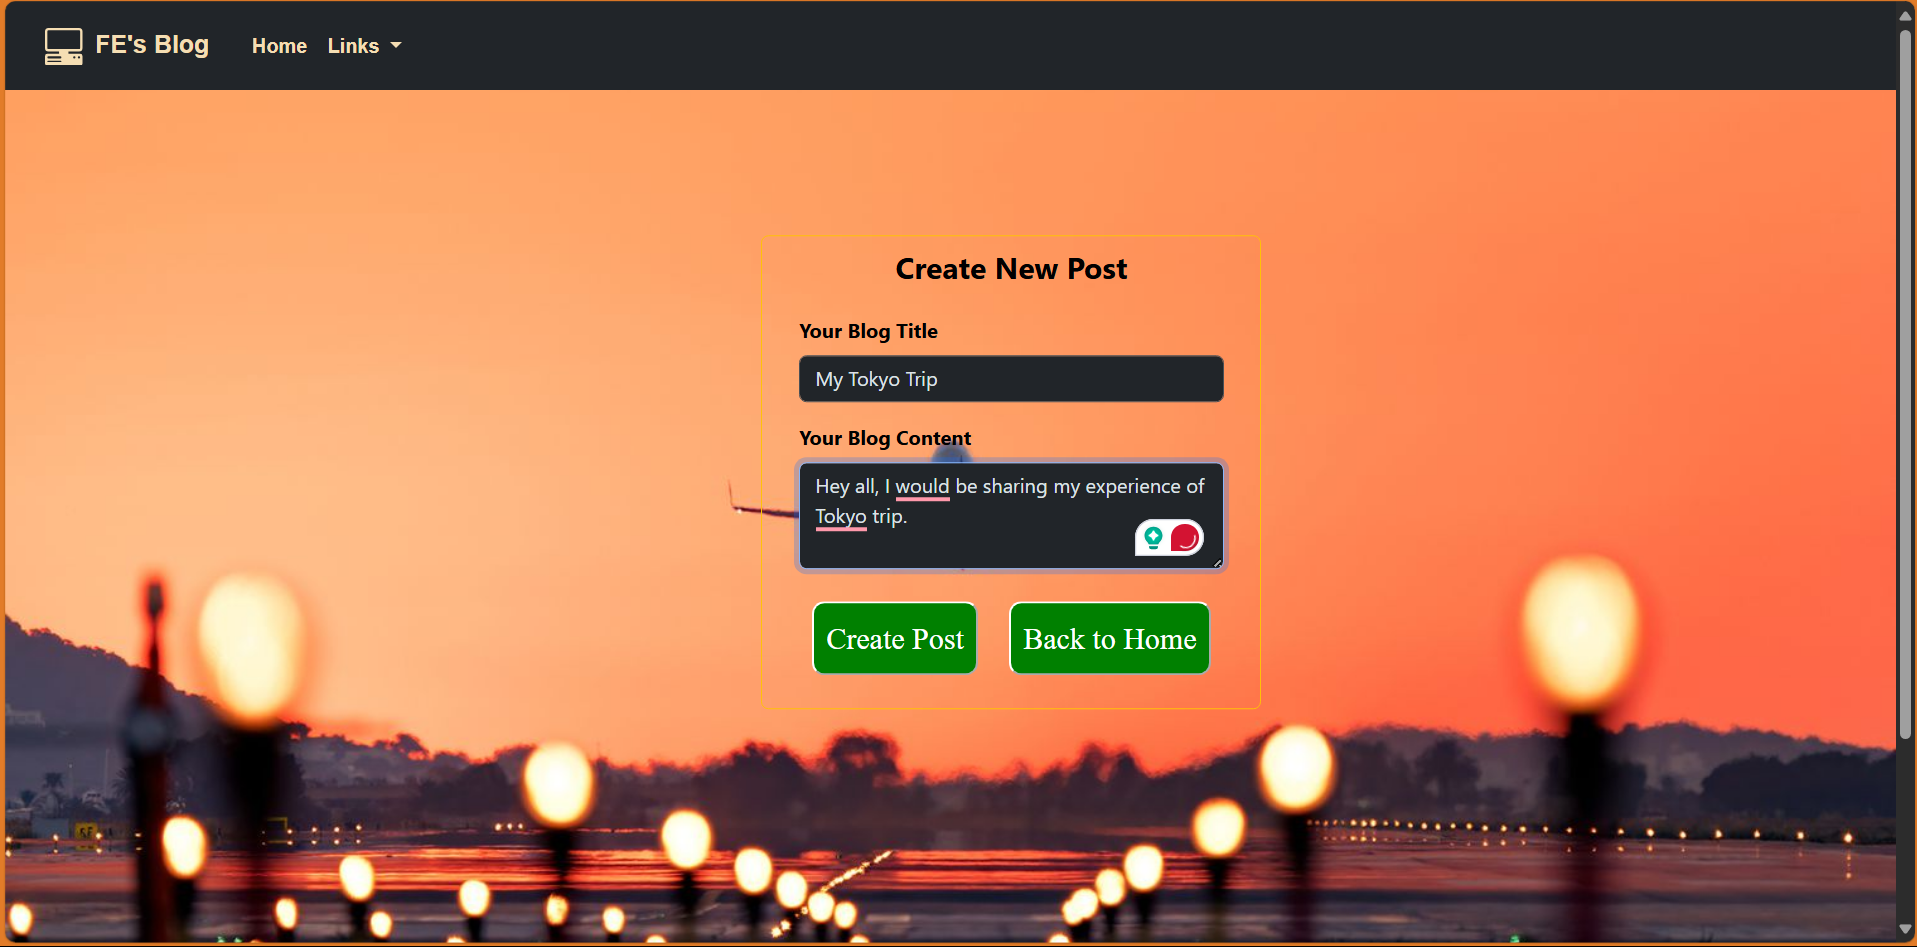 FE's Blog
Home
Links
Create New Post
Your Blog Title
My Tokyo Trip
Your Blog Content
Hey all, I would be sharing my experience of
Tokyo trip.
Create Post
Back to Home